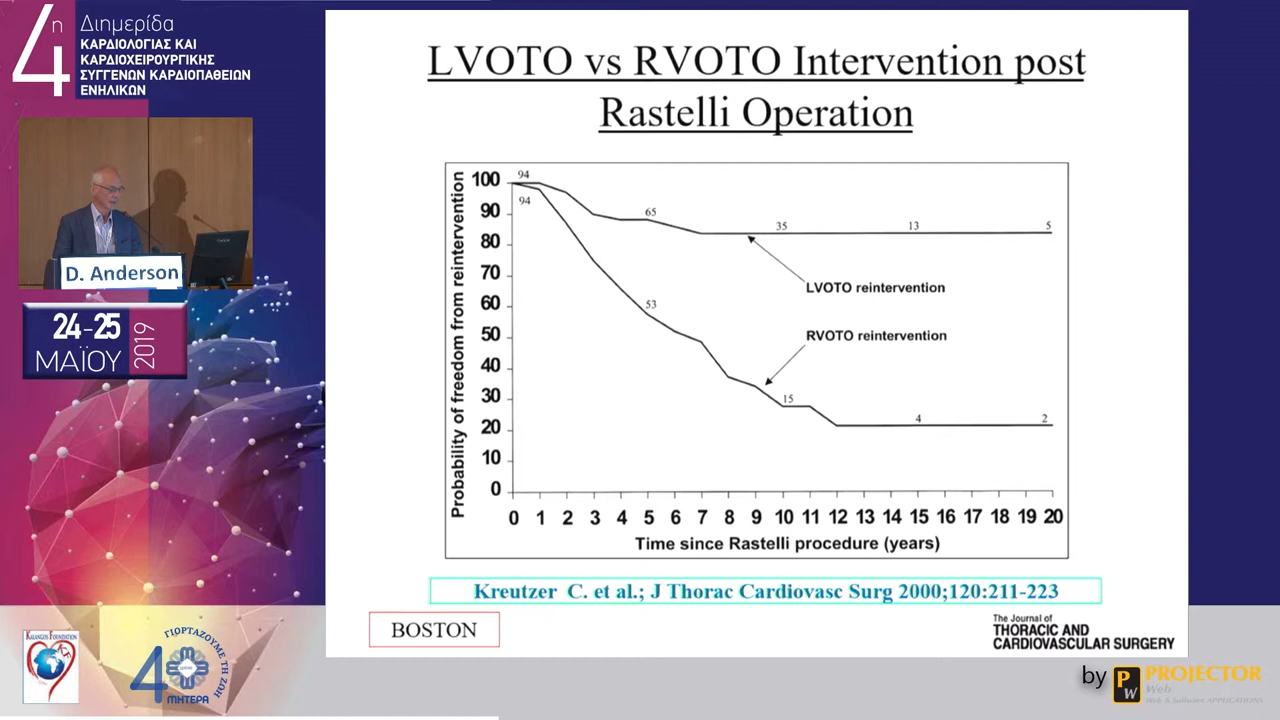 4η
Διημερίδα
ΚΑΡΔΙΟΛΟΓΙΑΣ ΚΑΙ
ΚΑΡΔΙΟΧΕΙΡΟΥΡΓΙΚΗΣ
ΣΥΓΓΕΝΩΝ ΚΑΡΔΙΟΠΑΘΕΙΩΝ
ΕΝΗΛΙΚΩΝ
D. Anderson
24-25
ΜΑΪΟΥ
2019
LVOTO vs RVOTO Intervention post
Rastelli Operation
Probability of freedom from reintervention
100
90
80
70
60
50
40
30
20
10
0
94
94
65
35
13
5
53
15
4
2
LVOTO reintervention
RVOTO reintervention
0 1 2 3 4 5 6 7 8 9 10 11 12 13 14 15 16 17 18 19 20
Time since Rastelli procedure (years)
Kreutzer C. et al.; J Thorac Cardiovasc Surg 2000;120:211-223
BOSTON
The Journal of
THORACIC AND
CARDIOVASCULAR SURGERY
KALANGOS FOUNDATION
ΓΙΟΡΤΑΖΟΥΜΕ ΤΗ ΖΩΗ
40
ΜΗΤΕΡΑ
by PROJECTOR
PW
Web
Web & Software APPLICATIONS